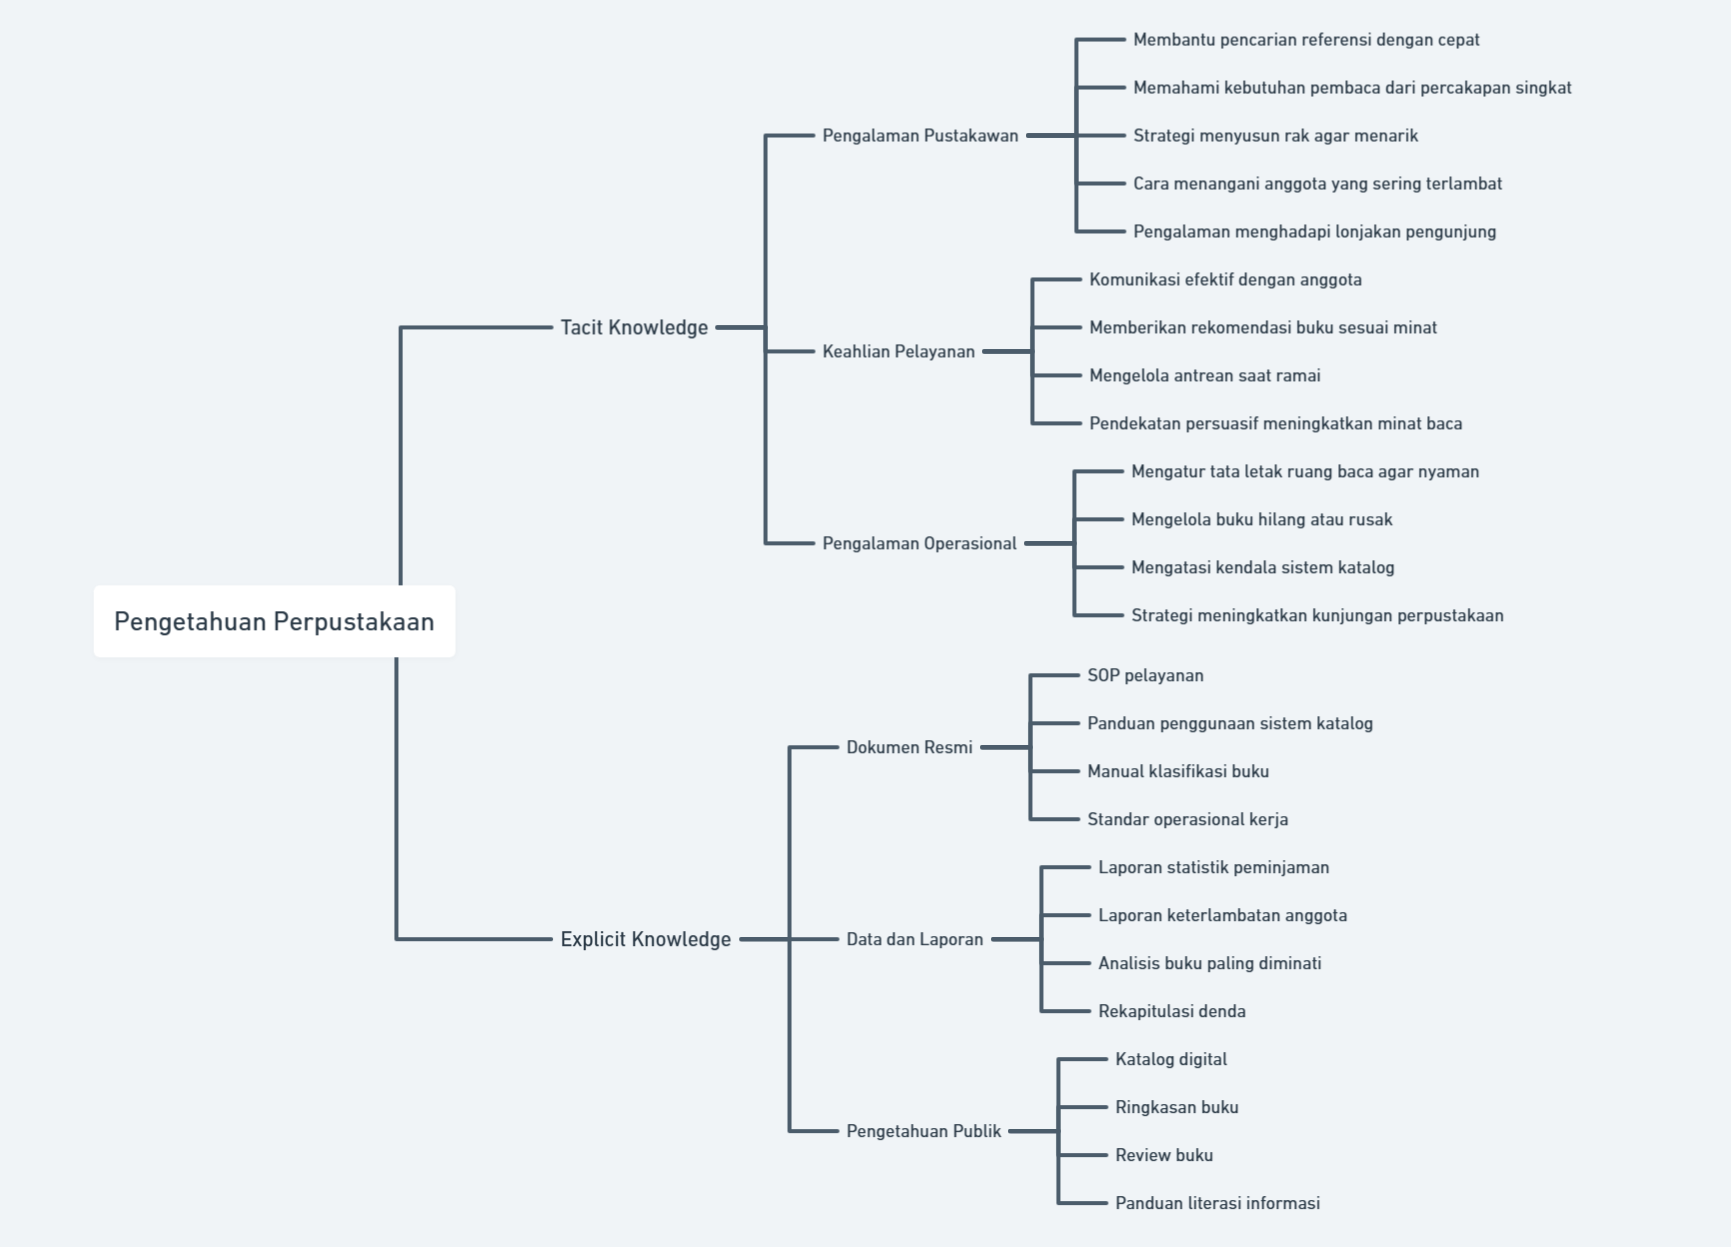 Pengetahuan Perpustakaan
Tacit Knowledge
Pengalaman Pustakawan
Membantu pencarian referensi dengan cepat
Memahami kebutuhan pembaca dari percakapan singkat
Strategi menyusun rak agar menarik
Cara menangani anggota yang sering terlambat
Pengalaman menghadapi lonjakan pengunjung
Keahlian Pelayanan
Komunikasi efektif dengan anggota
Memberikan rekomendasi buku sesuai minat
Mengelola antrean saat ramai
Pendekatan persuasif meningkatkan minat baca
Pengalaman Operasional
Mengatur tata letak ruang baca agar nyaman
Mengelola buku hilang atau rusak
Mengatasi kendala sistem katalog
Strategi meningkatkan kunjungan perpustakaan
Explicit Knowledge
Dokumen Resmi
SOP pelayanan
Panduan penggunaan sistem katalog
Manual klasifikasi buku
Standar operasional kerja
Data dan Laporan
Laporan statistik peminjaman
Laporan keterlambatan anggota
Analisis buku paling diminati
Rekapitulasi denda
Pengetahuan Publik
Katalog digital
Ringkasan buku
Review buku
Panduan literasi informasi